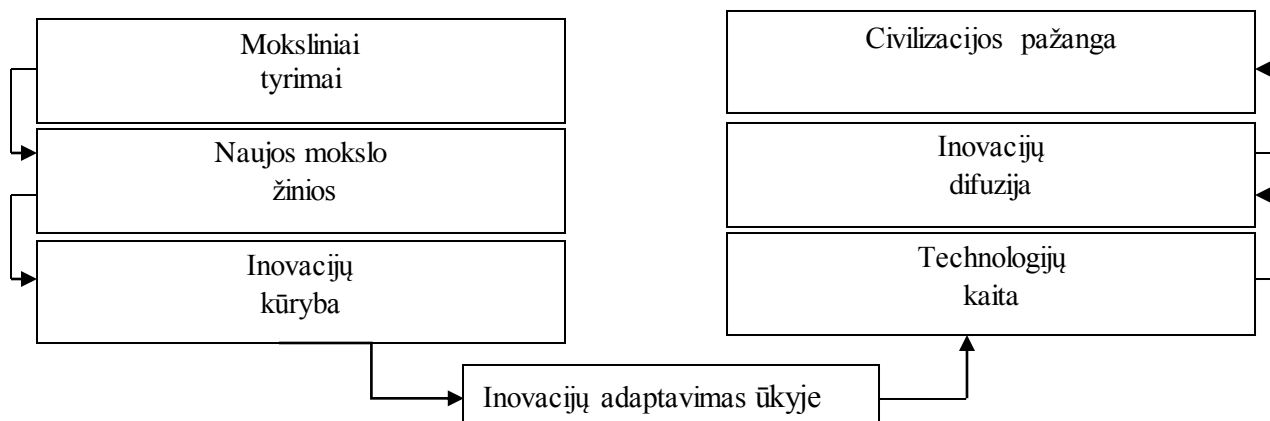 Moksliniai
tyrimai
Naujos mokslo
žinios
Inovacijų
kūryba
Inovacijų adaptavimas ūkyje
Technologijų
kaita
Inovacijų
difuzija
Civilizacijos pažanga